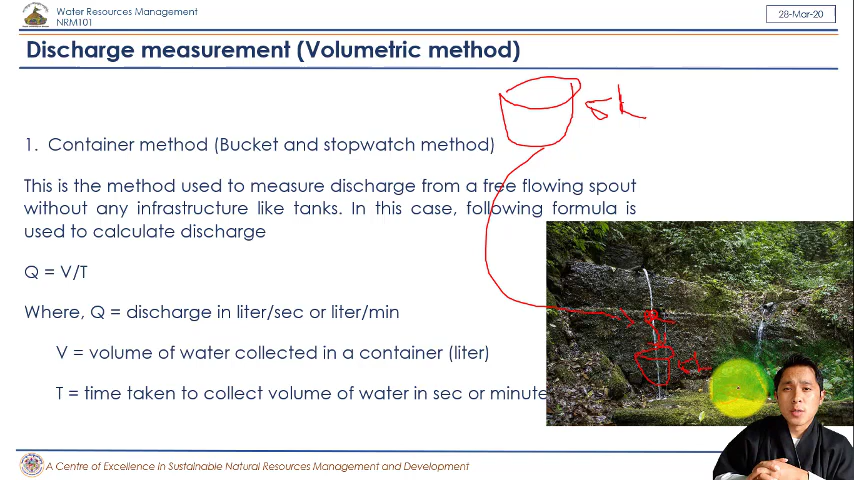 Water Resources Management
NRM101
28-Mar-20
Discharge measurement (Volumetric method)
5L
1. Container method (Bucket and stopwatch method)
This is the method used to measure discharge from a free flowing spout
without any infrastructure like tanks. In this case, following formula is
used to calculate discharge
Q = V/T
Where, Q = discharge in liter/sec or liter/min
V = volume of water collected in a container (liter)
5L
T = time taken to collect volume of water in sec or minute
A Centre of Excellence in Sustainable Natural Resources Management and Development